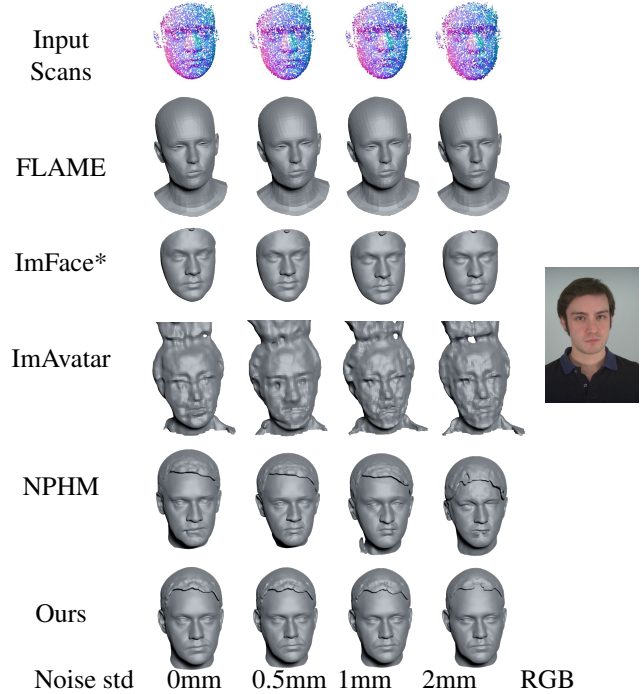 Input
Scans
FLAME
ImFace*
ImAvatar
NPHM
Ours
Noise std 0mm 0.5mm 1mm 2mm RGB